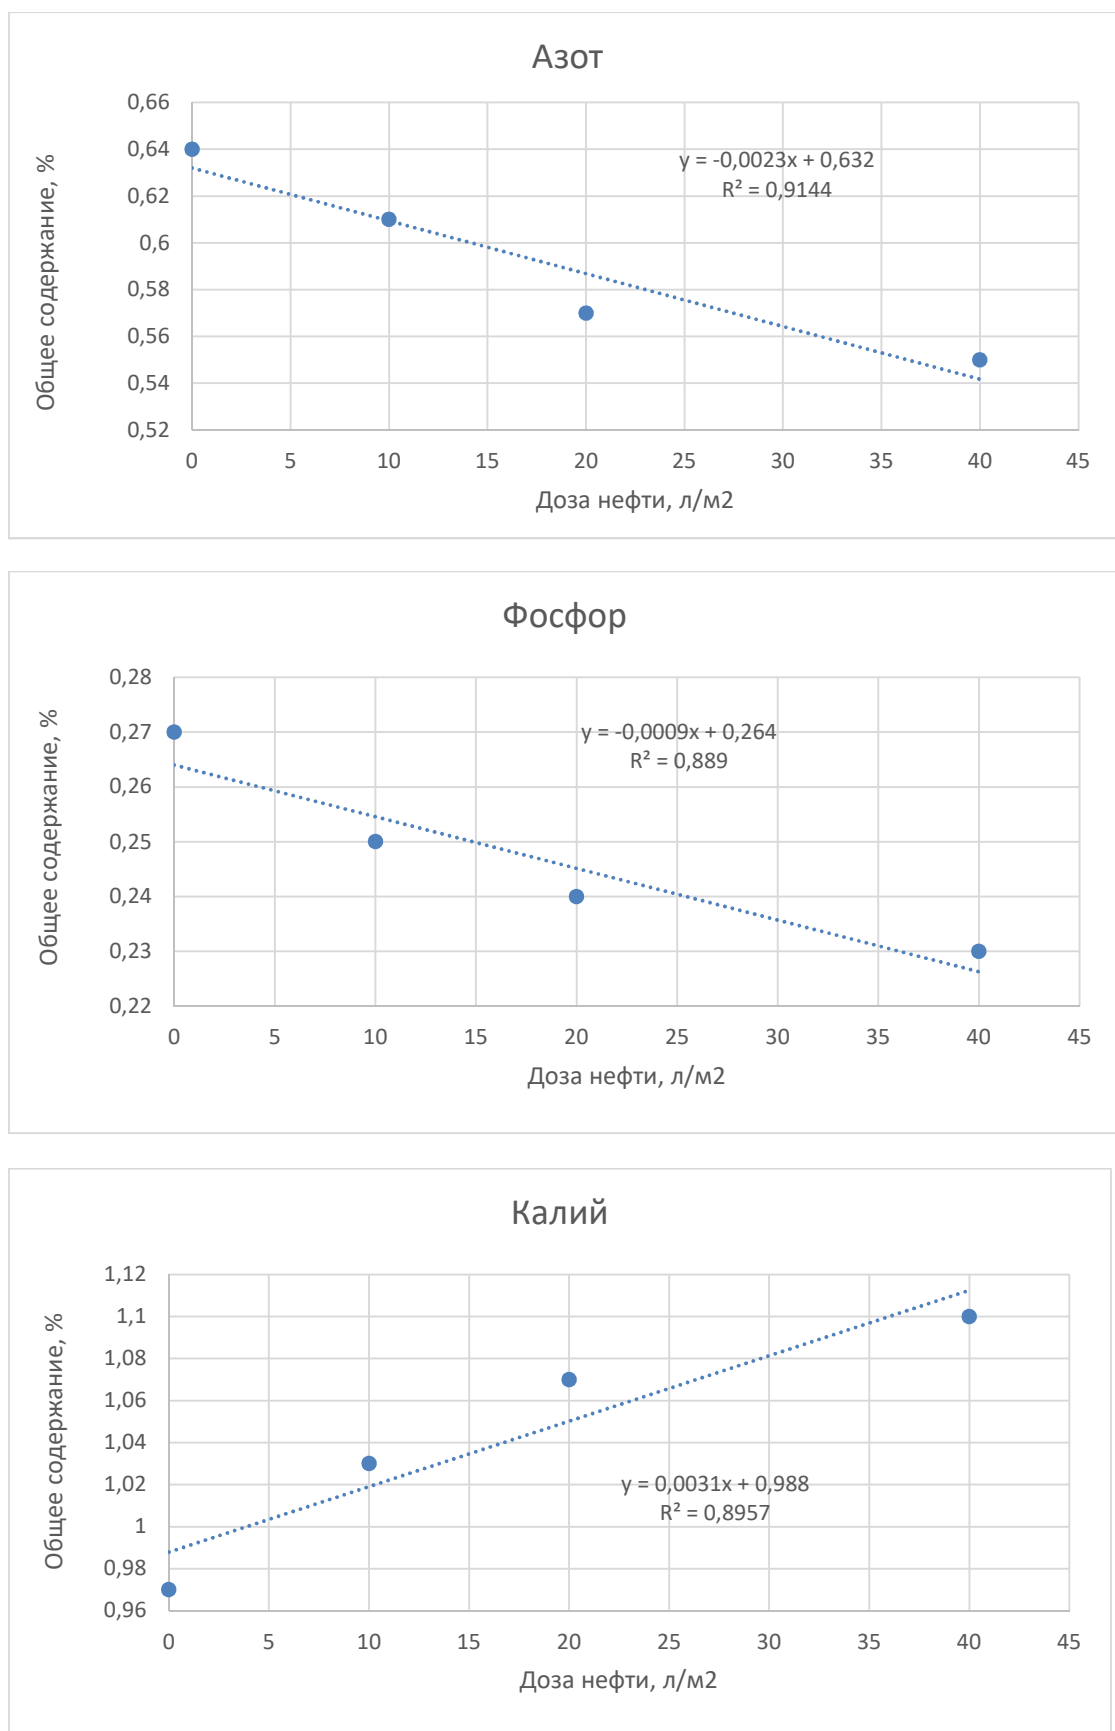 Азот
0,66
0,64
0,62
0,6
0,58
0,56
0,54
0,52
Общее содержание, %
y = -0,0023x + 0,632
R² = 0,9144
0 5 10 15 20 25 30 35 40 45
Доза нефти, л/м2
Фосфор
0,28
0,27
0,26
0,25
0,24
0,23
0,22
Общее содержание, %
y = -0,0009x + 0,264
R² = 0,889
0 5 10 15 20 25 30 35 40 45
Доза нефти, л/м2
Калий
1,12
1,1
1,08
1,06
1,04
1,02
1
0,98
0,96
Общее содержание, %
y = 0,0031x + 0,988
R² = 0,8957
0 5 10 15 20 25 30 35 40 45
Доза нефти, л/м2